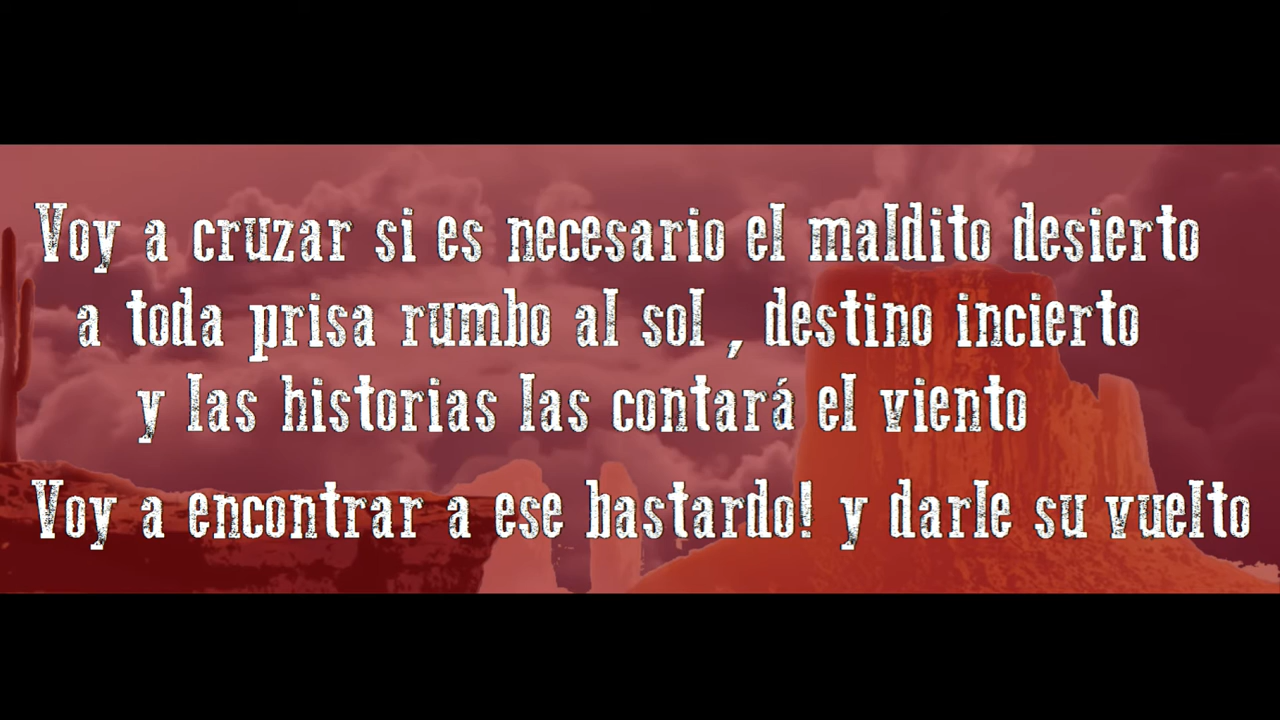 Voy a cruzar si es necesario el maldito desierto
a toda prisa rumbo al sol , destino incierto
y las historias las contará el viento
Voy a encontrar a ese bastardo! y darle su vuelto